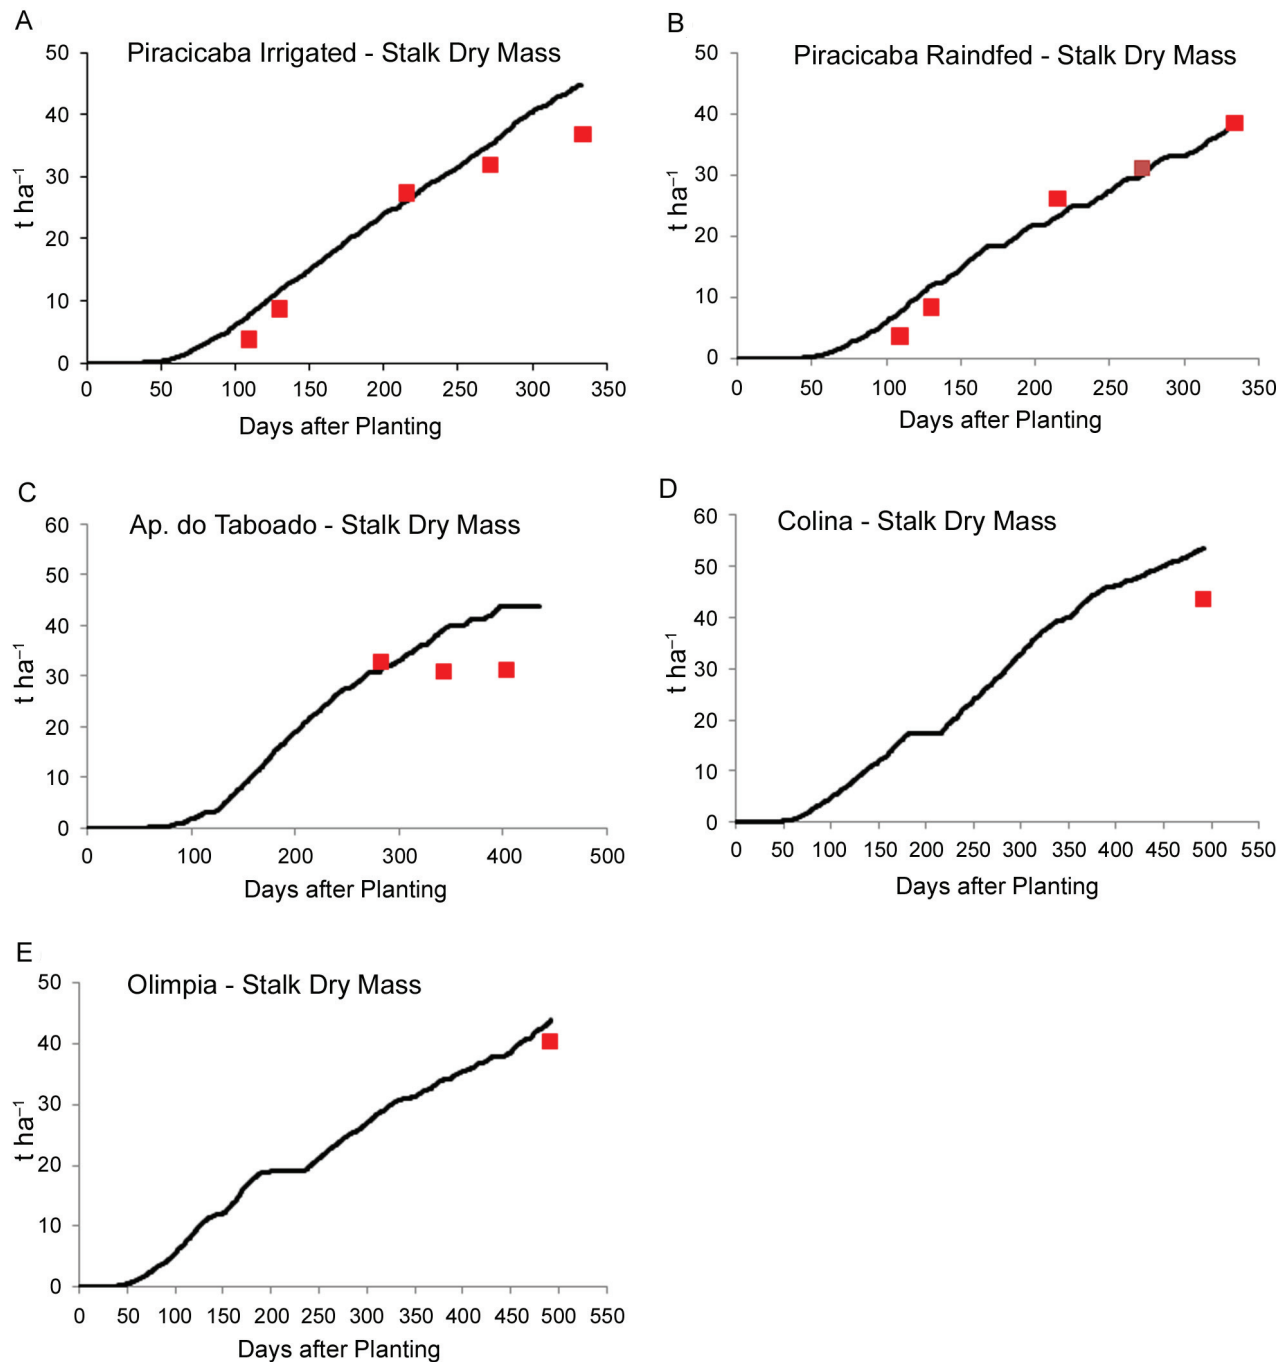 A
Piracicaba Irrigated - Stalk Dry Mass
50
40
30
20
10
0
t ha⁻¹
0 50 100 150 200 250 300 350
Days after Planting
B
Piracicaba Raindfed - Stalk Dry Mass
50
40
30
20
10
0
t ha⁻¹
0 50 100 150 200 250 300 350
Days after Planting
C
Ap. do Taboado - Stalk Dry Mass
60
50
40
30
20
10
0
t ha⁻¹
0 100 200 300 400 500
Days after Planting
D
Colina - Stalk Dry Mass
60
50
40
30
20
10
0
t ha⁻¹
0 50 100 150 200 250 300 350 400 450 500 550
Days after Planting
E
Olimpia - Stalk Dry Mass
50
40
30
20
10
0
t ha⁻¹
0 50 100 150 200 250 300 350 400 450 500 550
Days after Planting